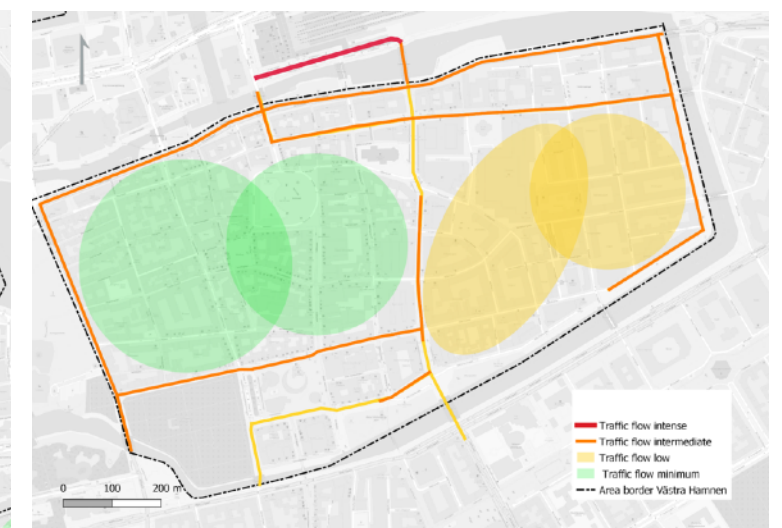 Traffic flow intense
Traffic flow intermediate
Traffic flow low
Traffic flow minimum
Area border Västra Hamnen
0 100 200 m